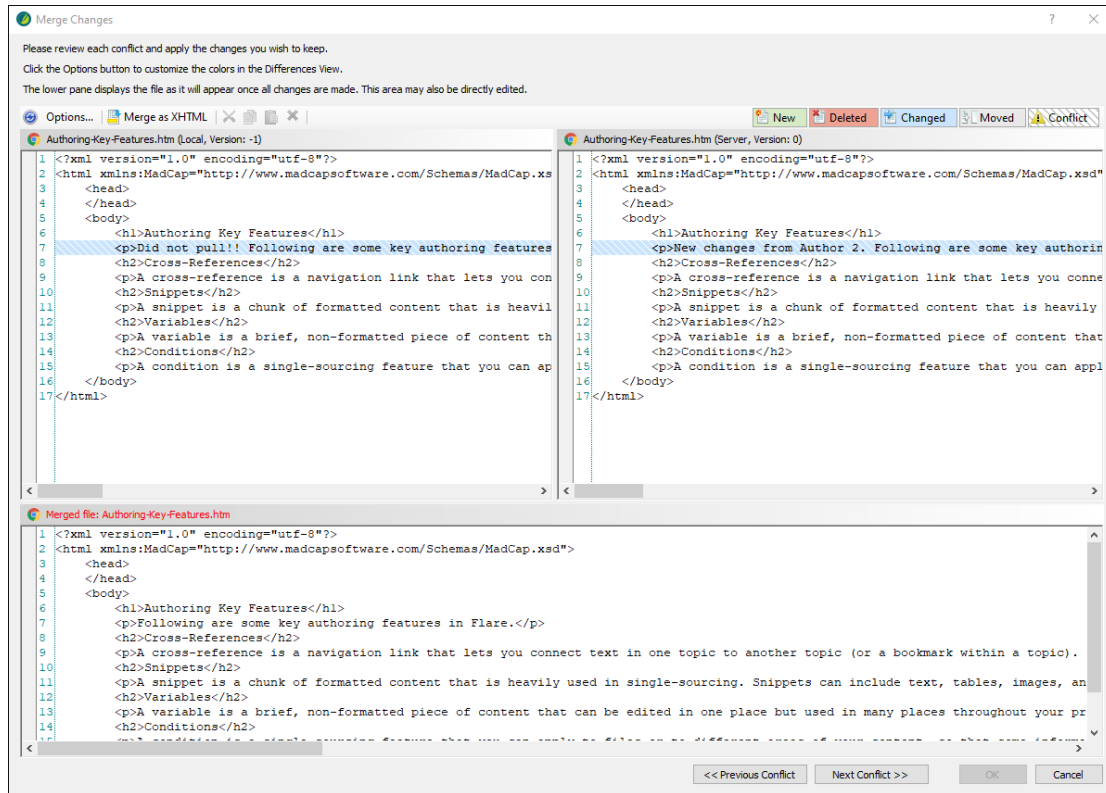 Merge Changes
Please review each conflict and apply the changes you wish to keep.
Click the Options button to customize the colors in the Differences View.
The lower pane displays the file as it will appear once all changes are made. This area may also be directly edited.
Options... Merge as XHTML New Deleted Changed Moved Conflict
Authoring-Key-Features.htm (Local, Version: -1)
1 <?xml version="1.0" encoding="utf-8"?>
2 <html xmlns:MadCap="http://www.madcapsoftware.com/Schemas/MadCap.xs
3 <head>
4 </head>
5 <body>
6 <h1>Authoring Key Features</h1>
7 <p>Did not pull!! Following are some key authoring features
8 <h2>Cross-References</h2>
9 <p>A cross-reference is a navigation link that lets you con
10 <h2>Snippets</h2>
11 <p>A snippet is a chunk of formatted content that is heavil
12 <h2>Variables</h2>
13 <p>A variable is a brief, non-formatted piece of content th
14 <h2>Conditions</h2>
15 <p>A condition is a single-sourcing feature that you can ap
16 </body>
17 </html>
Authoring-Key-Features.htm (Server, Version: 0)
1 <?xml version="1.0" encoding="utf-8"?>
2 <html xmlns:MadCap="http://www.madcapsoftware.com/Schemas/MadCap.xsd"
3 <head>
4 </head>
5 <body>
6 <h1>Authoring Key Features</h1>
7 <p>New changes from Author 2. Following are some key authorin
8 <h2>Cross-References</h2>
9 <p>A cross-reference is a navigation link that lets you conne
10 <h2>Snippets</h2>
11 <p>A snippet is a chunk of formatted content that is heavily
12 <h2>Variables</h2>
13 <p>A variable is a brief, non-formatted piece of content that
14 <h2>Conditions</h2>
15 <p>A condition is a single-sourcing feature that you can appl
16 </body>
17 </html>
Merged file: Authoring-Key-Features.htm
1 <?xml version="1.0" encoding="utf-8"?>
2 <html xmlns:MadCap="http://www.madcapsoftware.com/Schemas/MadCap.xsd">
3 <head>
4 </head>
5 <body>
6 <h1>Authoring Key Features</h1>
7 <p>Following are some key authoring features in Flare.</p>
8 <h2>Cross-References</h2>
9 <p>A cross-reference is a navigation link that lets you connect text in one topic to another topic (or a bookmark within a topic).
10 <h2>Snippets</h2>
11 <p>A snippet is a chunk of formatted content that is heavily used in single-sourcing. Snippets can include text, tables, images, an
12 <h2>Variables</h2>
13 <p>A variable is a brief, non-formatted piece of content that can be edited in one place but used in many places throughout your pr
14 <h2>Conditions</h2>
<< Previous Conflict Next Conflict >> OK Cancel